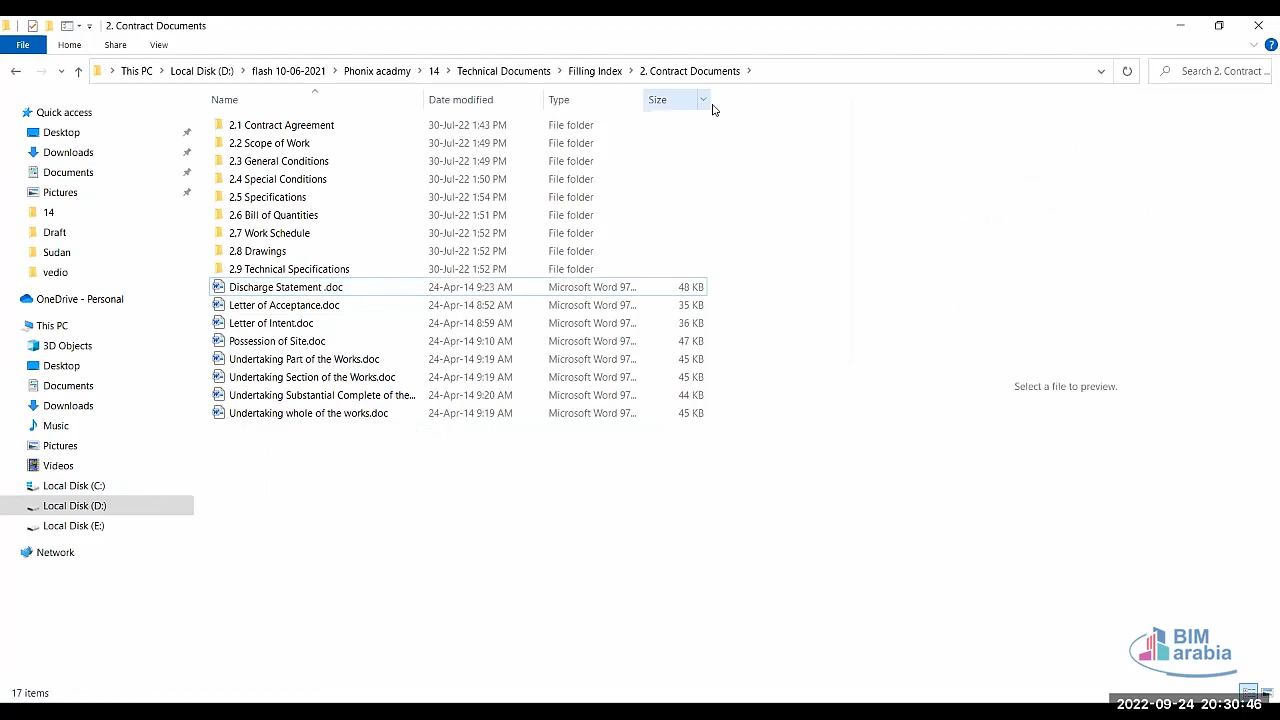 2. Contract Documents
File Home Share View
This PC Local Disk (D:) flash 10-06-2021 Phonix acadmy 14 Technical Documents Filling Index 2. Contract Documents Search 2. Contract ...
Name Date modified Type Size
Quick access
Desktop
Downloads
Documents
Pictures
14
Draft
Sudan
vedio
OneDrive - Personal
This PC
3D Objects
Desktop
Documents
Downloads
Music
Pictures
Videos
Local Disk (C:)
Local Disk (D:)
Local Disk (E:)
Network
2.1 Contract Agreement 30-Jul-22 1:43 PM File folder
2.2 Scope of Work 30-Jul-22 1:49 PM File folder
2.3 General Conditions 30-Jul-22 1:49 PM File folder
2.4 Special Conditions 30-Jul-22 1:50 PM File folder
2.5 Specifications 30-Jul-22 1:54 PM File folder
2.6 Bill of Quantities 30-Jul-22 1:51 PM File folder
2.7 Work Schedule 30-Jul-22 1:52 PM File folder
2.8 Drawings 30-Jul-22 1:52 PM File folder
2.9 Technical Specifications 30-Jul-22 1:52 PM File folder
Discharge Statement .doc 24-Apr-14 9:23 AM Microsoft Word 97... 48 KB
Letter of Acceptance.doc 24-Apr-14 8:52 AM Microsoft Word 97... 35 KB
Letter of Intent.doc 24-Apr-14 8:59 AM Microsoft Word 97... 36 KB
Possession of Site.doc 24-Apr-14 9:10 AM Microsoft Word 97... 47 KB
Undertaking Part of the Works.doc 24-Apr-14 9:19 AM Microsoft Word 97... 45 KB
Undertaking Section of the Works.doc 24-Apr-14 9:19 AM Microsoft Word 97... 45 KB
Undertaking Substantial Complete of the... 24-Apr-14 9:20 AM Microsoft Word 97... 44 KB
Undertaking whole of the works.doc 24-Apr-14 9:19 AM Microsoft Word 97... 45 KB
Select a file to preview.
BIM
arabia
17 items
2022-09-24 20:30:46